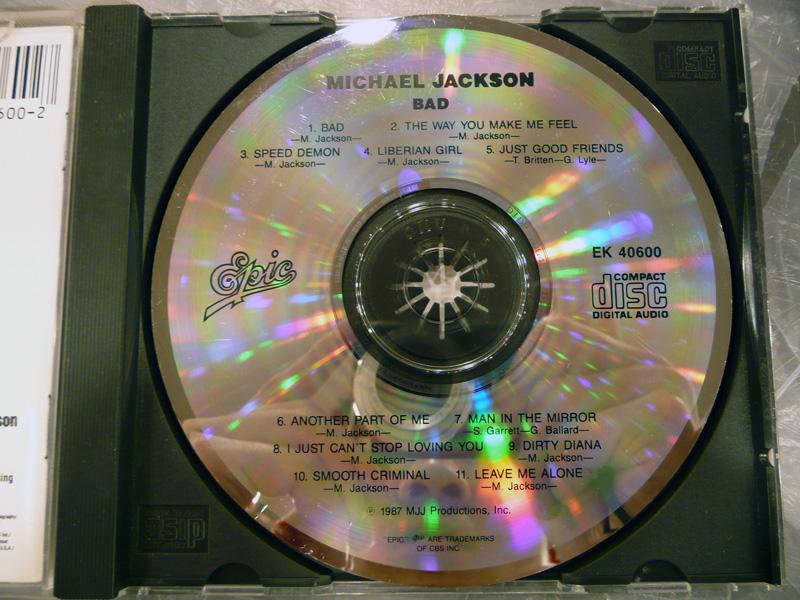 MICHAEL JACKSON
BAD
1. BAD 2. THE WAY YOU MAKE ME FEEL
—M. Jackson— —M. Jackson—
3. SPEED DEMON 4. LIBERIAN GIRL 5. JUST GOOD FRIENDS
—M. Jackson— —M. Jackson— —T. Britten—G. Lyle—
Epic
EK 40600
COMPACT
disc
DIGITAL AUDIO
6. ANOTHER PART OF ME 7. MAN IN THE MIRROR
—M. Jackson— —S. Garrett—G. Ballard—
8. I JUST CAN'T STOP LOVING YOU 9. DIRTY DIANA
—M. Jackson— —M. Jackson—
10. SMOOTH CRIMINAL 11. LEAVE ME ALONE
—M. Jackson— —M. Jackson—
℗ 1987 MJJ Productions, Inc.
"EPIC," ARE TRADEMARKS
OF CBS INC
COMPACT
disc
DIGITAL AUDIO
600-2
son
ing